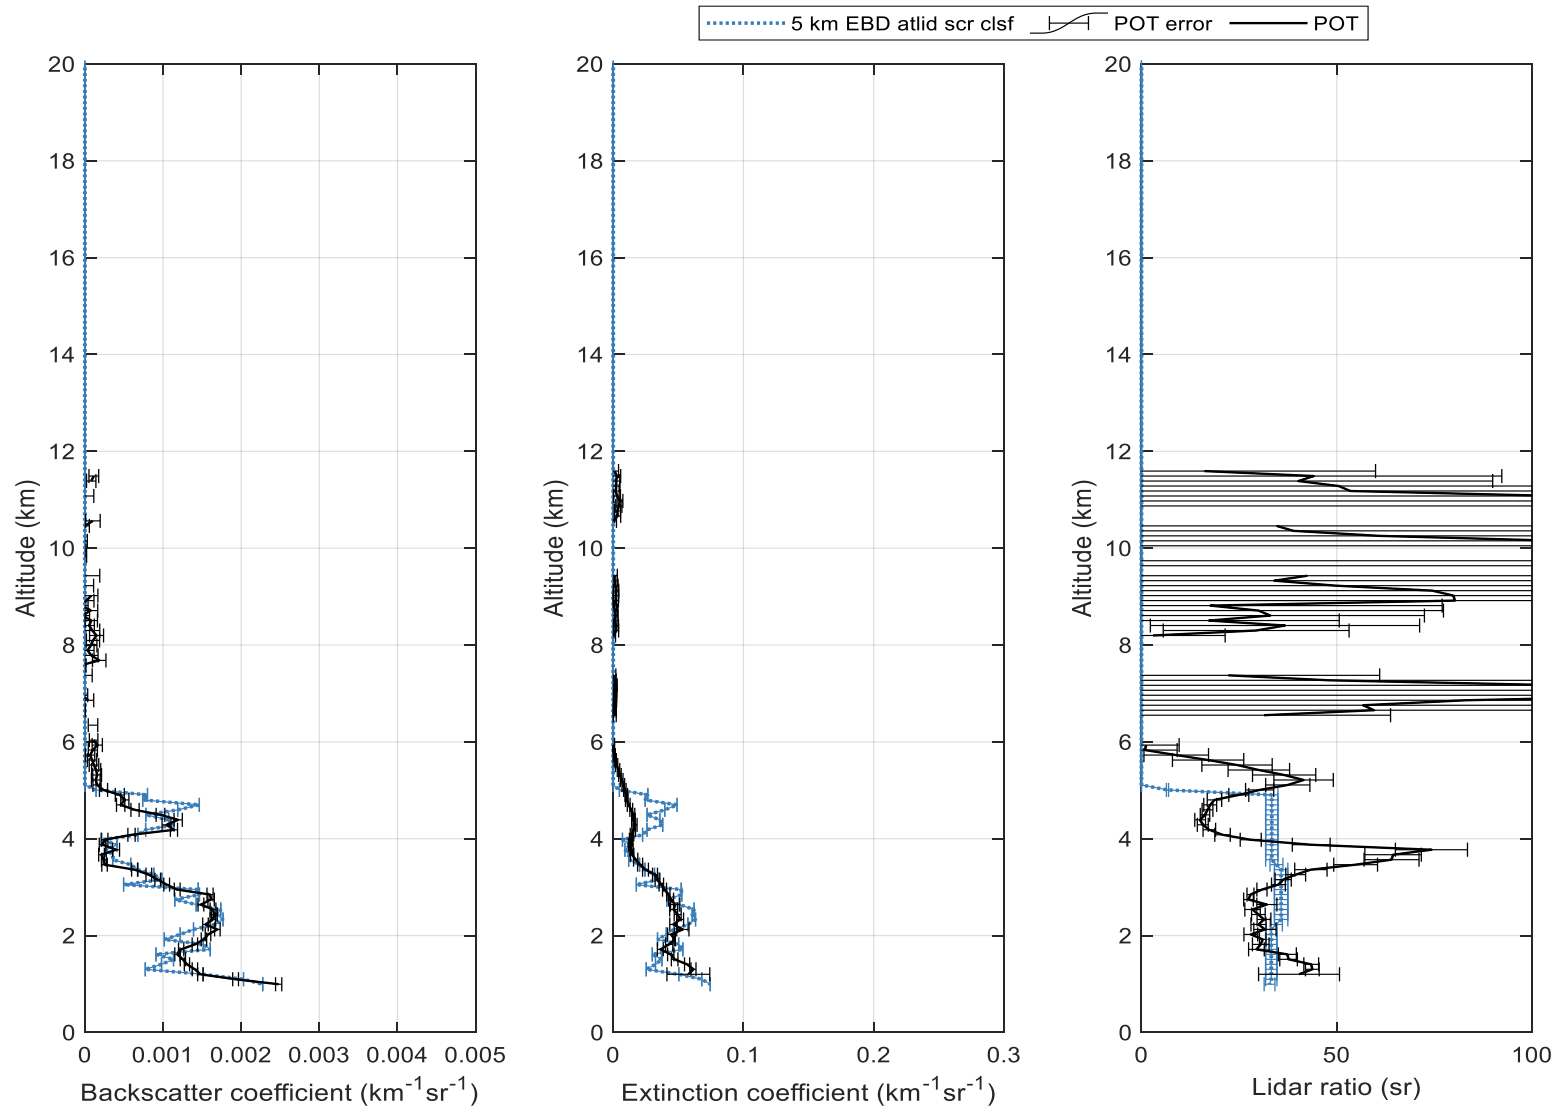 5 km EBD atlid scr clsf POT error POT
20 20 20
18 18 18
16 16 16
14 14 14
12 12 12
10 10 10
8 8 8
6 6 6
4 4 4
2 2 2
0 0 0
Altitude (km) Altitude (km) Altitude (km)
0 0.001 0.002 0.003 0.004 0.005 0 0.1 0.2 0.3 0 50 100
Backscatter coefficient (km⁻¹sr⁻¹) Extinction coefficient (km⁻¹sr⁻¹) Lidar ratio (sr)